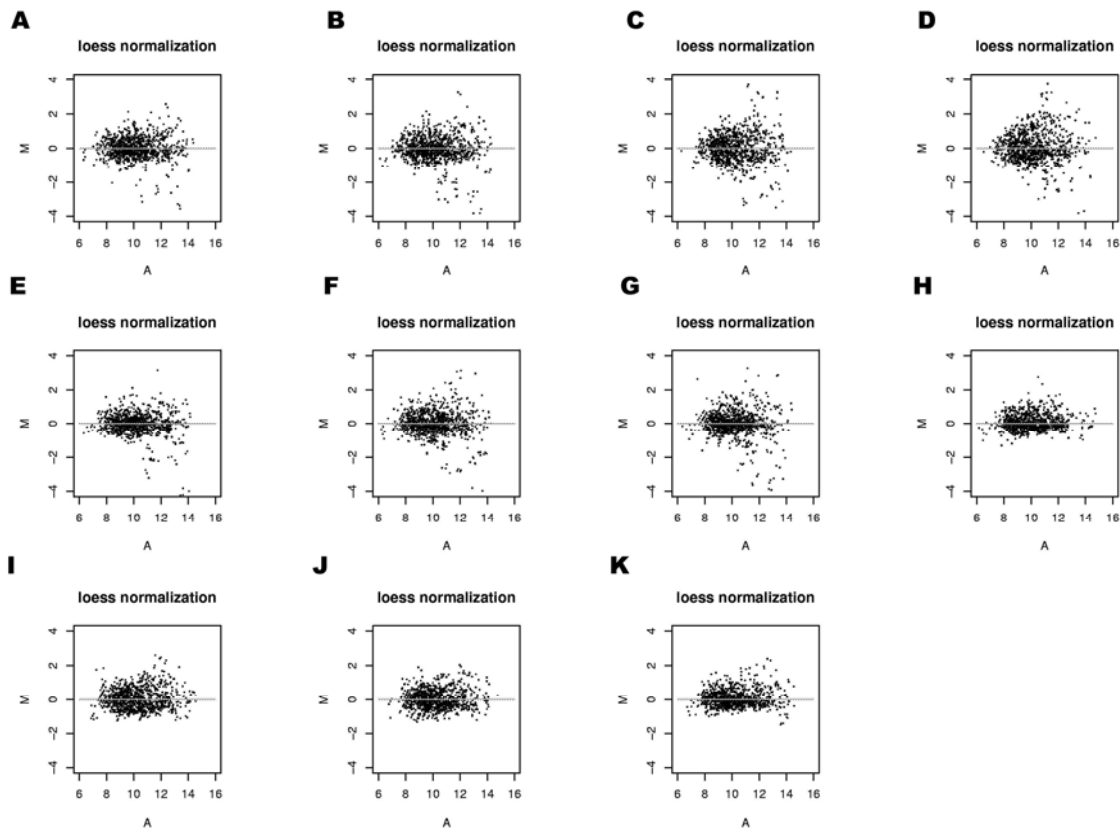 A B C D
loess normalization loess normalization loess normalization loess normalization
M M M M
4 4 4 4
2 2 2 2
0 0 0 0
−2 −2 −2 −2
−4 −4 −4 −4
6 8 10 12 14 16 6 8 10 12 14 16 6 8 10 12 14 16 6 8 10 12 14 16
A A A A
E F G H
loess normalization loess normalization loess normalization loess normalization
M M M M
4 4 4 4
2 2 2 2
0 0 0 0
−2 −2 −2 −2
−4 −4 −4 −4
6 8 10 12 14 16 6 8 10 12 14 16 6 8 10 12 14 16 6 8 10 12 14 16
A A A A
I J K
loess normalization loess normalization loess normalization
M M M
4 4 4
2 2 2
0 0 0
−2 −2 −2
−4 −4 −4
6 8 10 12 14 16 6 8 10 12 14 16 6 8 10 12 14 16
A A A